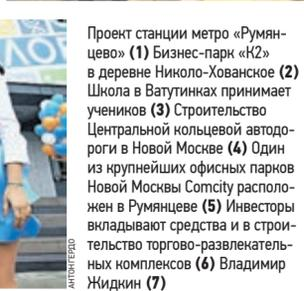 Проект станции метро «Румян-
цево» (1) Бизнес-парк «К2»
в деревне Николо-Хованское (2)
Школа в Ватутинках принимает
учеников (3) Строительство
Центральной кольцевой автодо-
роги в Новой Москве (4) Один
из крупнейших офисных парков
Новой Москвы Comcity располо-
жен в Румянцеве (5) Инвесторы
вкладывают средства и в строи-
тельство торгово-развлекатель-
ных комплексов (6) Владимир
Жидкин (7)
АНТОН ГЕРДО